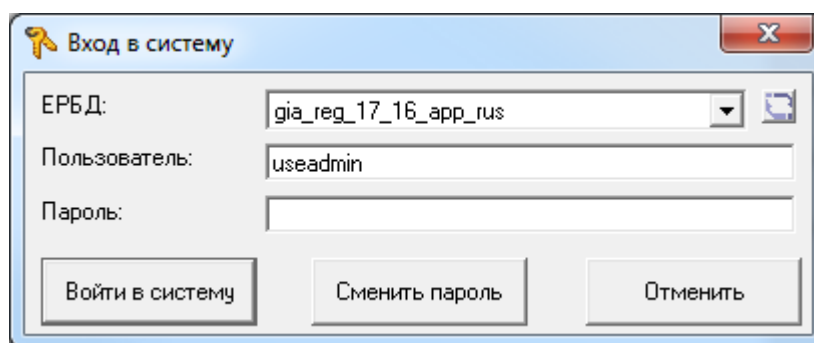 Вход в систему
ЕРБД: gia_reg_17_16_app_rus
Пользователь: useadmin
Пароль:
Войти в систему Сменить пароль Отменить